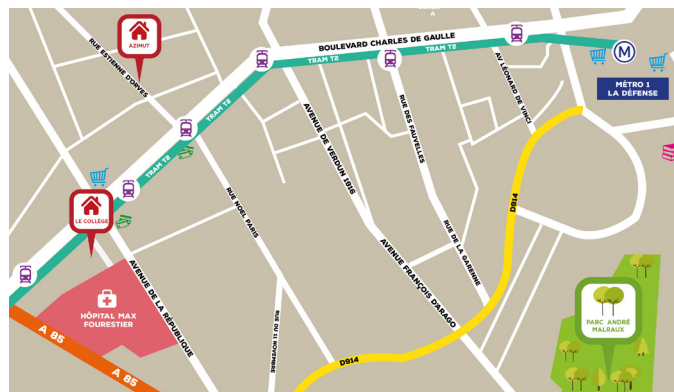 A
AZIMUT
RUE ESTIENNE D'ORVES
BOULEVARD CHARLES DE GAULLE
TRAM T2
TRAM T2
M
MÉTRO 1
LA DÉFENSE
AV LÉONARD DE VINCI
RUE DES FAUVELLES
AVENUE DE VERDUN 1916
TRAM T2
TRAM T2
LE COLLÈGE
RUE NOEL PARIS
D914
RUE DE LA GARENNE
AVENUE FRANÇOIS D'ARAGO
AVENUE DE LA RÉPUBLIQUE
HÔPITAL MAX
FOURESTIER
RUE DU 11 NOVEMBRE
PARC ANDRÉ
MALRAUX
A 85
A 85
D914